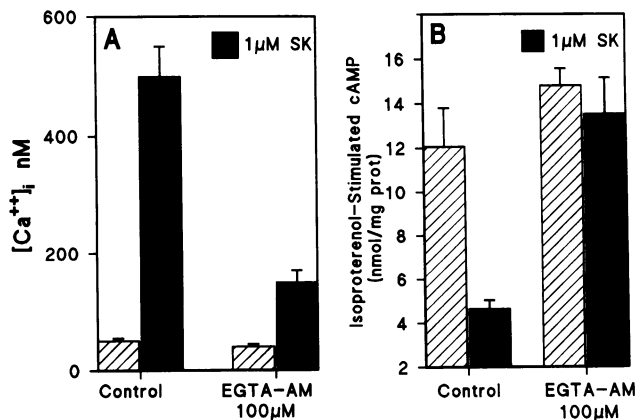 A
1μM SK
[Ca++]i nM
600
400
200
0
Control
EGTA-AM
100μM
B
1μM SK
Isoproterenol-Stimulated cAMP
(nmol/mg prot)
16
14
12
10
8
6
4
2
Control
EGTA-AM
100μM